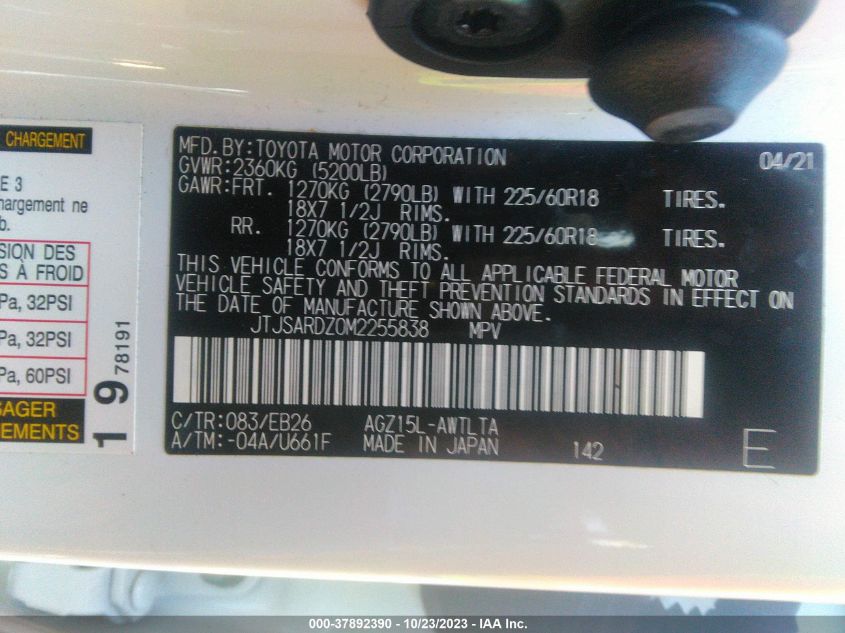 CHARGEMENT
E 3
hargement ne
b.
SION DES
S À FROID
Pa, 32PSI
Pa, 32PSI
Pa, 60PSI
SAGER
EMENTS
19 78191
MFD.BY:TOYOTA MOTOR CORPORATION 04/21
GVWR:2360KG (5200LB)
GAWR:FRT. 1270KG (2790LB) WITH 225/60R18 TIRES.
18X7 1/2J RIMS.
RR. 1270KG (2790LB) WITH 225/60R18 TIRES.
18X7 1/2J RIMS.
THIS VEHICLE CONFORMS TO ALL APPLICABLE FEDERAL MOTOR
VEHICLE SAFETY AND THEFT PREVENTION STANDARDS IN EFFECT ON
THE DATE OF MANUFACTURE SHOWN ABOVE.
JTJSARDZ0M2255838 MPV
C/TR:083/EB26 AGZ15L-AWTLTA
A/TM:-04A/U661F MADE IN JAPAN 142 E
000-37892390 - 10/23/2023 - IAA Inc.